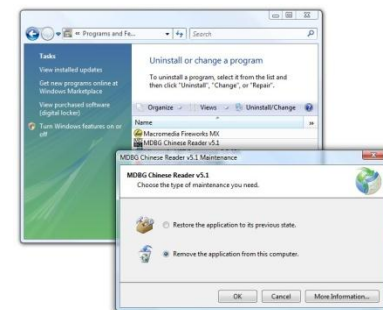 Programs and Fe...
Search
Tasks
View installed updates
Get new programs online at
Windows Marketplace
View purchased software
(digital locker)
Turn Windows features on or
off
Uninstall or change a program
To uninstall a program, select it from the list and
then click "Uninstall", "Change", or "Repair".
Organize
Views
Uninstall/Change
Name
Macromedia Fireworks MX
MDBG Chinese Reader v5.1
MDBG Chinese Reader v5.1 Maintenance
MDBG Chinese Reader v5.1
Choose the type of maintenance you need.
Restore the application to its previous state.
Remove the application from this computer.
OK
Cancel
More Information...